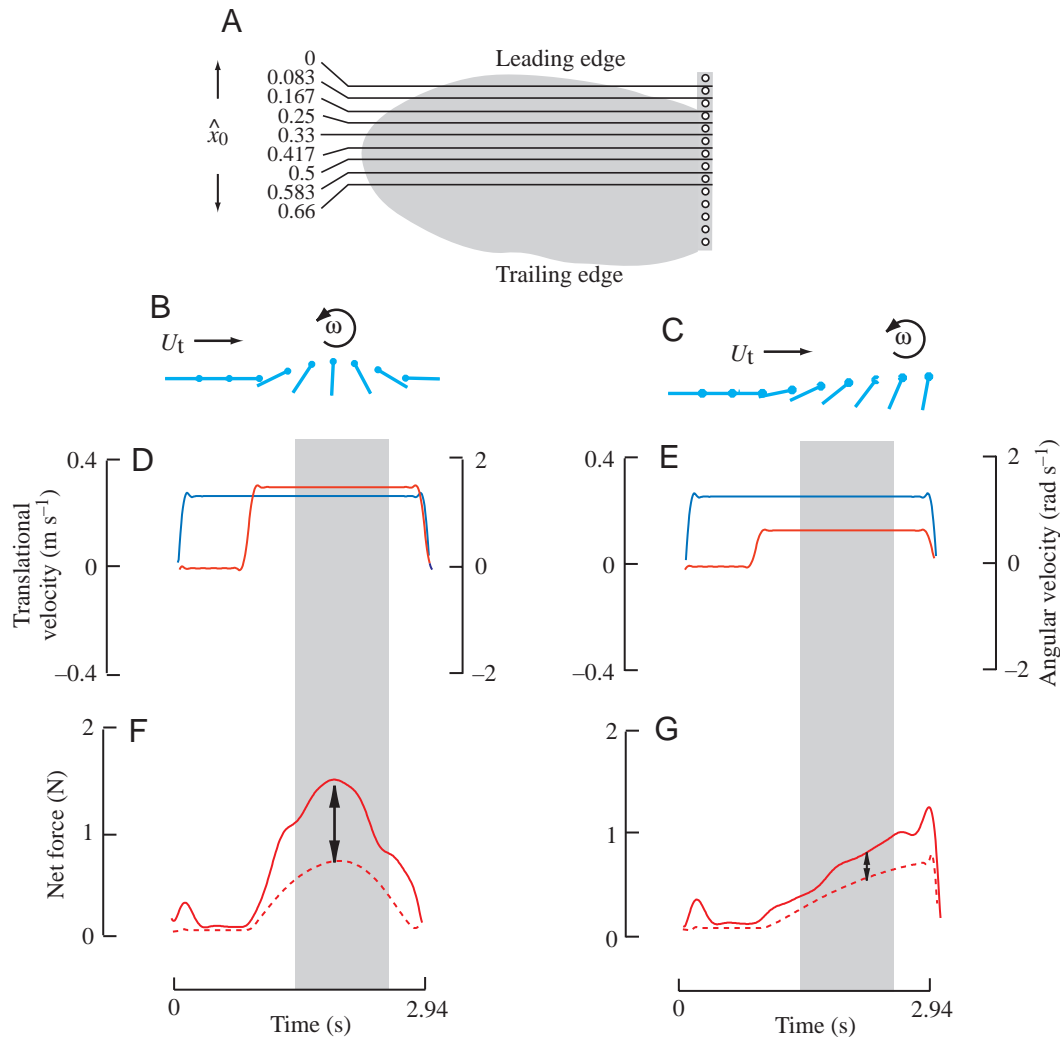 A
Leading edge
0
0.083
0.167
0.25
0.33
0.417
0.5
0.583
0.66
x̂0
Trailing edge
B
Ut
ω
C
Ut
ω
D
0.4
0
–0.4
Translational
velocity (m s–1)
2
0
–2
E
0.4
0
–0.4
2
0
–2
Angular velocity (rad s–1)
F
2
1
0
Net force (N)
G
2
1
0
0
2.94
Time (s)
0
2.94
Time (s)